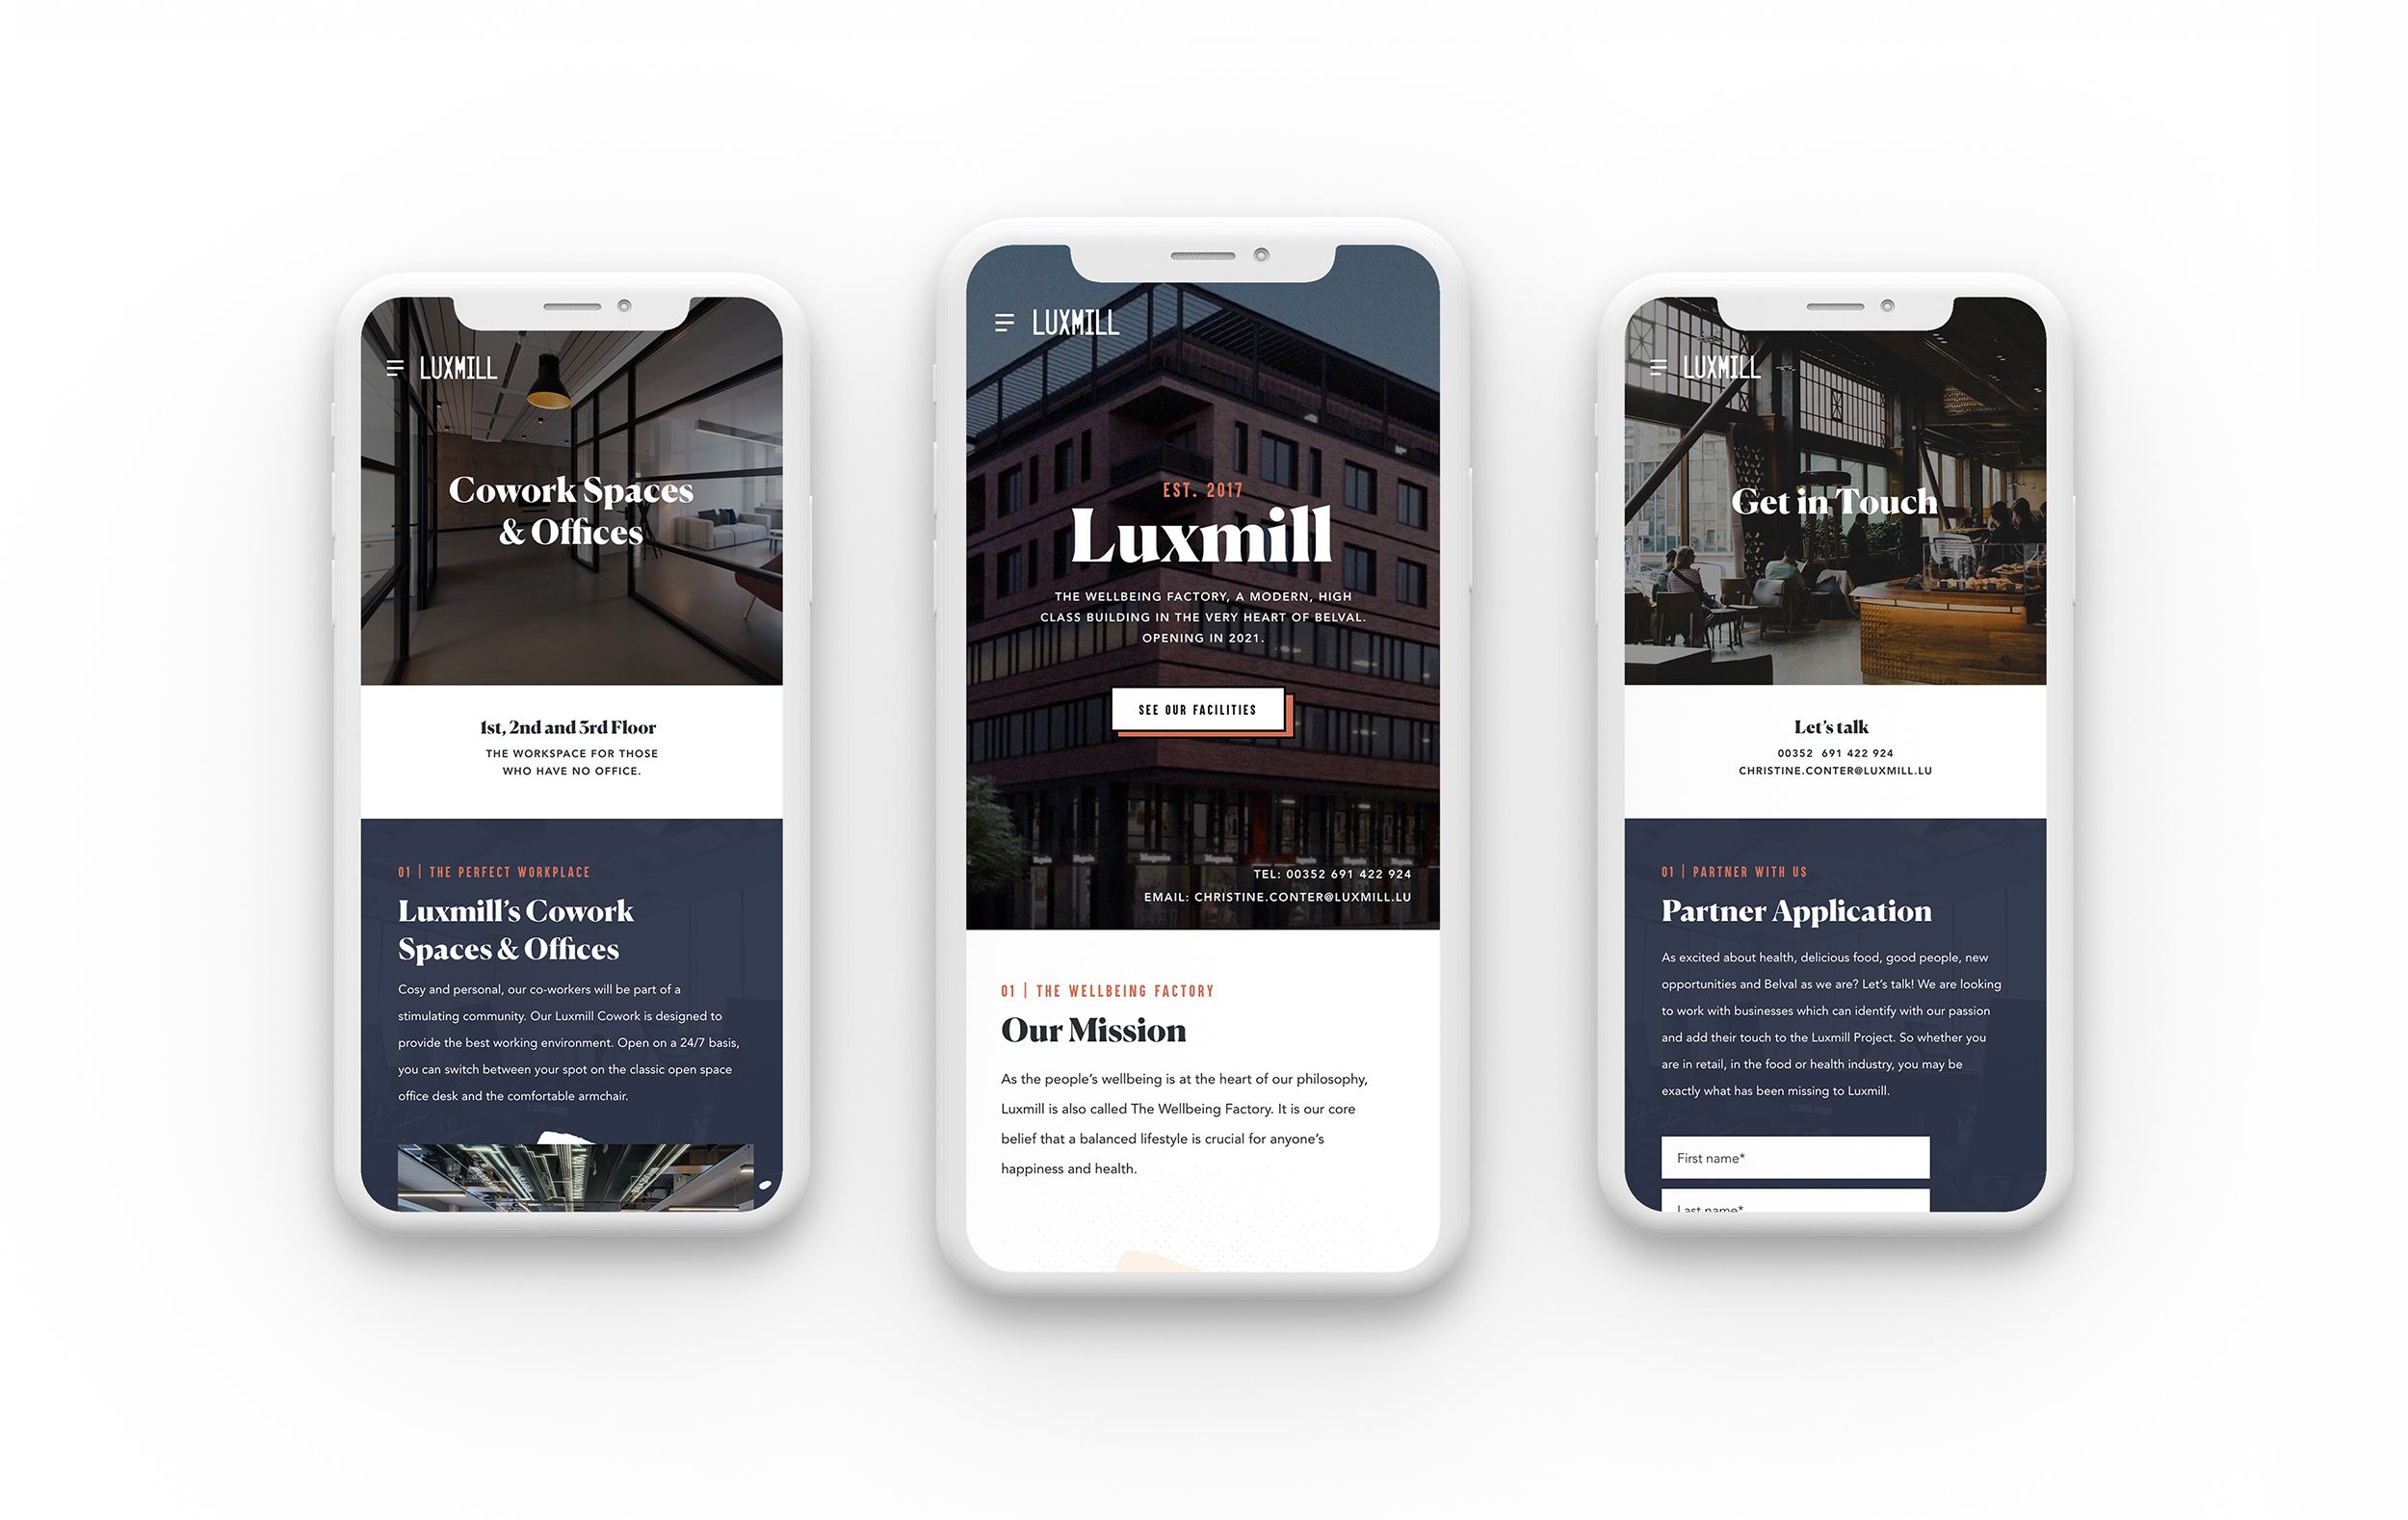 LUXMILL
Cowork Spaces
& Offices
1st, 2nd and 3rd Floor
THE WORKSPACE FOR THOSE
WHO HAVE NO OFFICE.
01 | THE PERFECT WORKPLACE
Luxmill's Cowork
Spaces & Offices
Cosy and personal, our co-workers will be part of a
stimulating community. Our Luxmill Cowork is designed to
provide the best working environment. Open on a 24/7 basis,
you can switch between your spot on the classic open space
office desk and the comfortable armchair.
LUXMILL
EST. 2017
Luxmill
THE WELLBEING FACTORY, A MODERN, HIGH
CLASS BUILDING IN THE VERY HEART OF BELVAL.
OPENING IN 2021.
SEE OUR FACILITIES
TEL: 00352 691 422 924
EMAIL: CHRISTINE.CONTER@LUXMILL.LU
01 | THE WELLBEING FACTORY
Our Mission
As the people's wellbeing is at the heart of our philosophy,
Luxmill is also called The Wellbeing Factory. It is our core
belief that a balanced lifestyle is crucial for anyone's
happiness and health.
LUXMILL
Get in Touch
Let's talk
00352 691 422 924
CHRISTINE.CONTER@LUXMILL.LU
01 | PARTNER WITH US
Partner Application
As excited about health, delicious food, good people, new
opportunities and Belval as we are? Let's talk! We are looking
to work with businesses which can identify with our passion
and add their touch to the Luxmill Project. So whether you
are in retail, in the food or health industry, you may be
exactly what has been missing to Luxmill.
First name*
Last name*